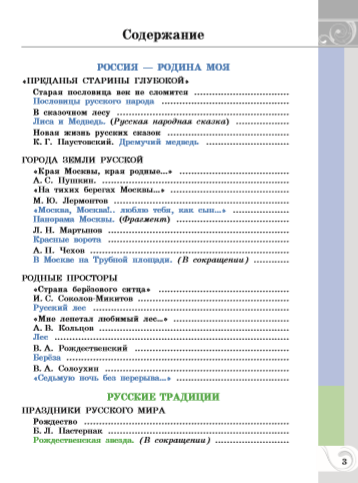 Содержание
РОССИЯ — РОДИНА МОЯ
«ПРЕДАНЬЯ СТАРИНЫ ГЛУБОКОЙ»
Старая пословица век не сломится
Пословицы русского народа
В сказочном лесу
Лиса и Медведь. (Русская народная сказка)
Новая жизнь русских сказок
К. Г. Паустовский. Дремучий медведь
ГОРОДА ЗЕМЛИ РУССКОЙ
«Края Москвы, края родные...»
А. С. Пушкин.
«На тихих берегах Москвы...»
М. Ю. Лермонтов
«Москва, Москва!.. люблю тебя, как сын...»
Панорама Москвы. (Фрагмент)
Л. Н. Мартынов
Красные ворота
А. П. Чехов
В Москве на Трубной площади. (В сокращении)
РОДНЫЕ ПРОСТОРЫ
«Страна берёзового ситца»
И. С. Соколов-Микитов
Русский лес
«Мне лепетал любимый лес...»
А. В. Кольцов
Лес
В. А. Рождественский
Берёза
В. А. Солоухин
«Седьмую ночь без перерыва...»
РУССКИЕ ТРАДИЦИИ
ПРАЗДНИКИ РУССКОГО МИРА
Рождество
Б. Л. Пастернак
Рождественская звезда. (В сокращении)
3